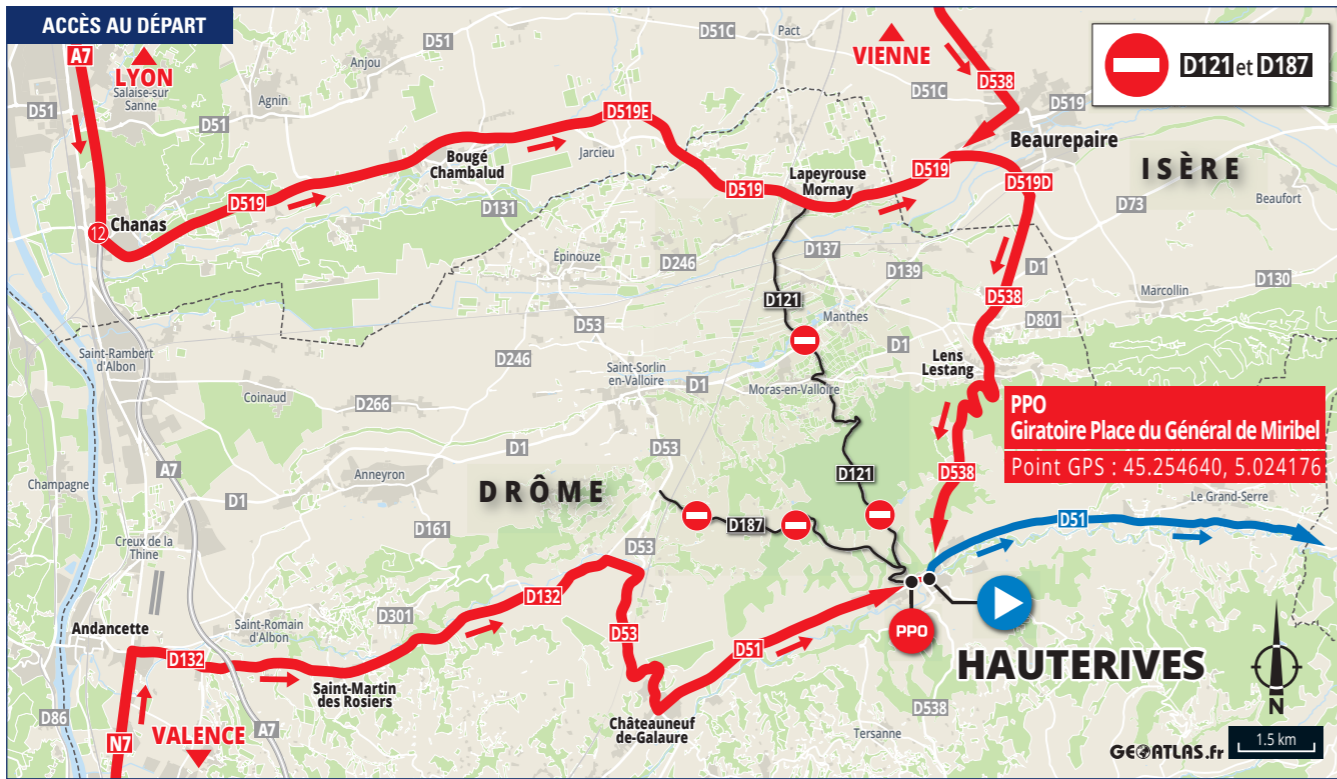 ACCÈS AU DÉPART
A7
LYON
Salaise-sur
Sanne
D51
D51
Anjou
Agnin
D51
D51C
Pact
VIENNE
D538
D51C
D519
D121 et D187
Beaurepaire
ISÈRE
Beaufort
D519E
Jarcieu
Bougé
Chambalud
D519
D131
Chanas
12
D519
Lapeyrouse
Mornay
D519
D519D
D73
Épinouze
D246
D137
D139
D1
D130
Marcollin
D121
Manthes
D538
D801
D53
Saint-Rambert
d'Albon
D246
Saint-Sorlin
en-Valloire
D1
Moras-en-Valloire
D1
Lens
Lestang
Coinaud
D266
PPO
Giratoire Place du Général de Miribel
Point GPS : 45.254640, 5.024176
D1
D53
Anneyron
A7
Champagne
D1
DRÔME
D121
D538
Le Grand-Serre
D161
D187
D51
Creux de la
Thine
D53
D132
D301
Andancette
Saint-Romain
d'Albon
D132
D53
D51
PPO
HAUTERIVES
Saint-Martin
des Rosiers
D86
N7
VALENCE
A7
Châteauneuf
de-Galaure
D538
Tersanne
N
GEOATLAS.fr
1.5 km